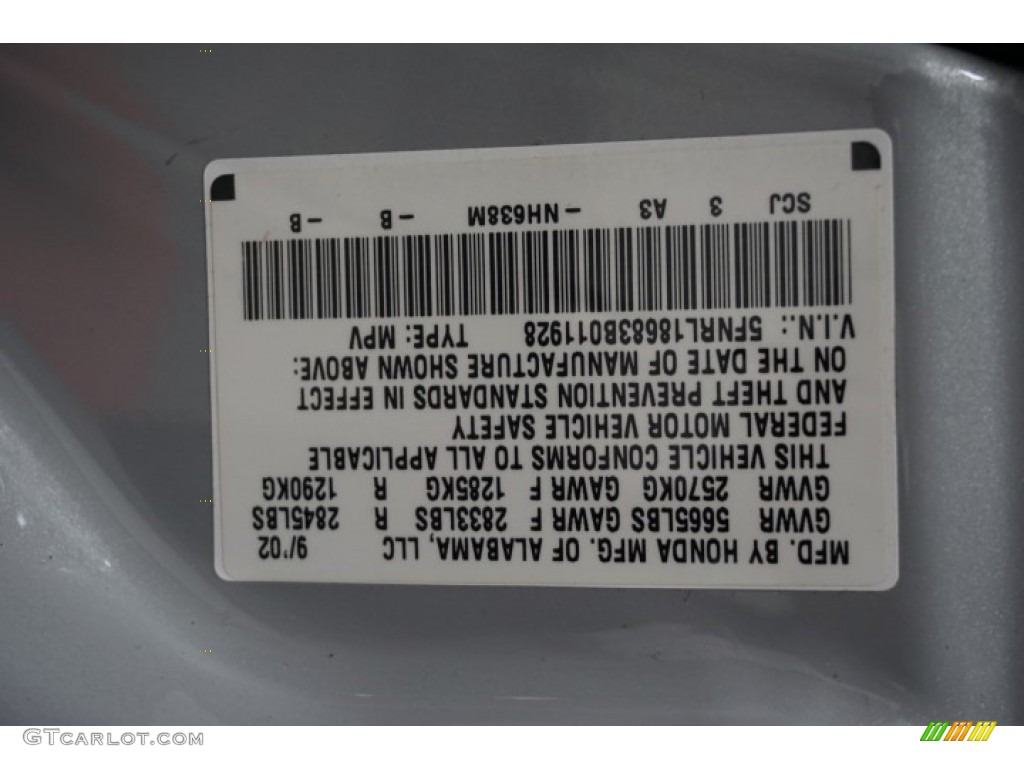 MFD. BY HONDA MFG. OF ALABAMA, LLC 9/'02
GVWR 5665LBS GAWR F 2833LBS R 2845LBS
GVWR 2570KG GAWR F 1285KG R 1290KG
THIS VEHICLE CONFORMS TO ALL APPLICABLE
FEDERAL MOTOR VEHICLE SAFETY
AND THEFT PREVENTION STANDARDS IN EFFECT
ON THE DATE OF MANUFACTURE SHOWN ABOVE:
V.I.N.: 5FNRL18683B011928 TYPE: MPV
SCJ 3 A3 -NH638M -B -B
GTCARLOT.COM